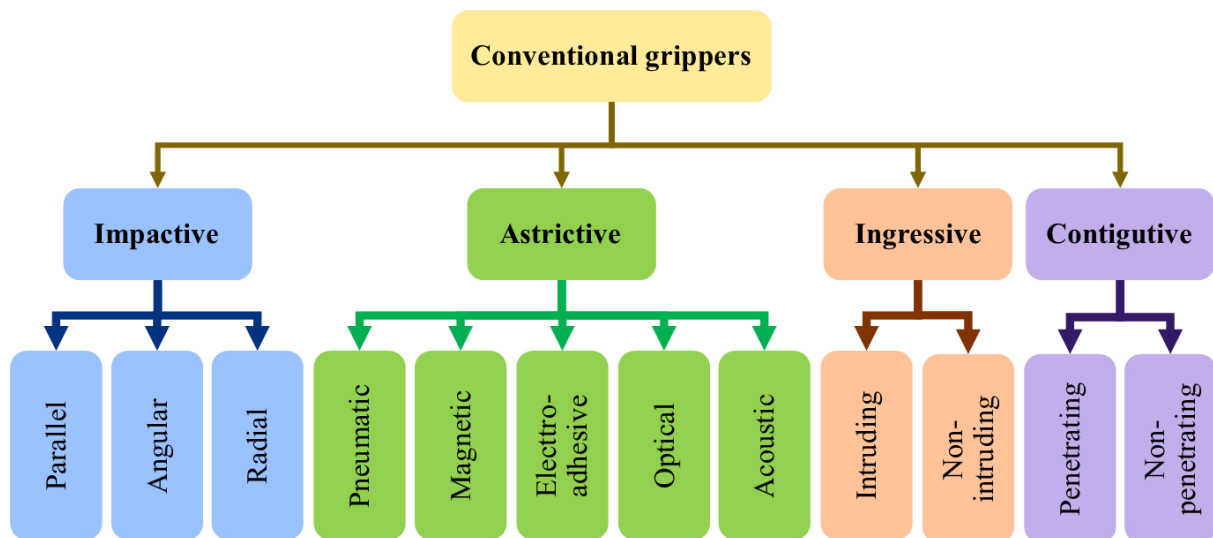 Conventional grippers
Impactive
Astrictive
Ingressive
Contigutive
Parallel
Angular
Radial
Pneumatic
Magnetic
Electtro-
adhesive
Optical
Acoustic
Intruding
Non-
intruding
Penetrating
Non-
penetrating